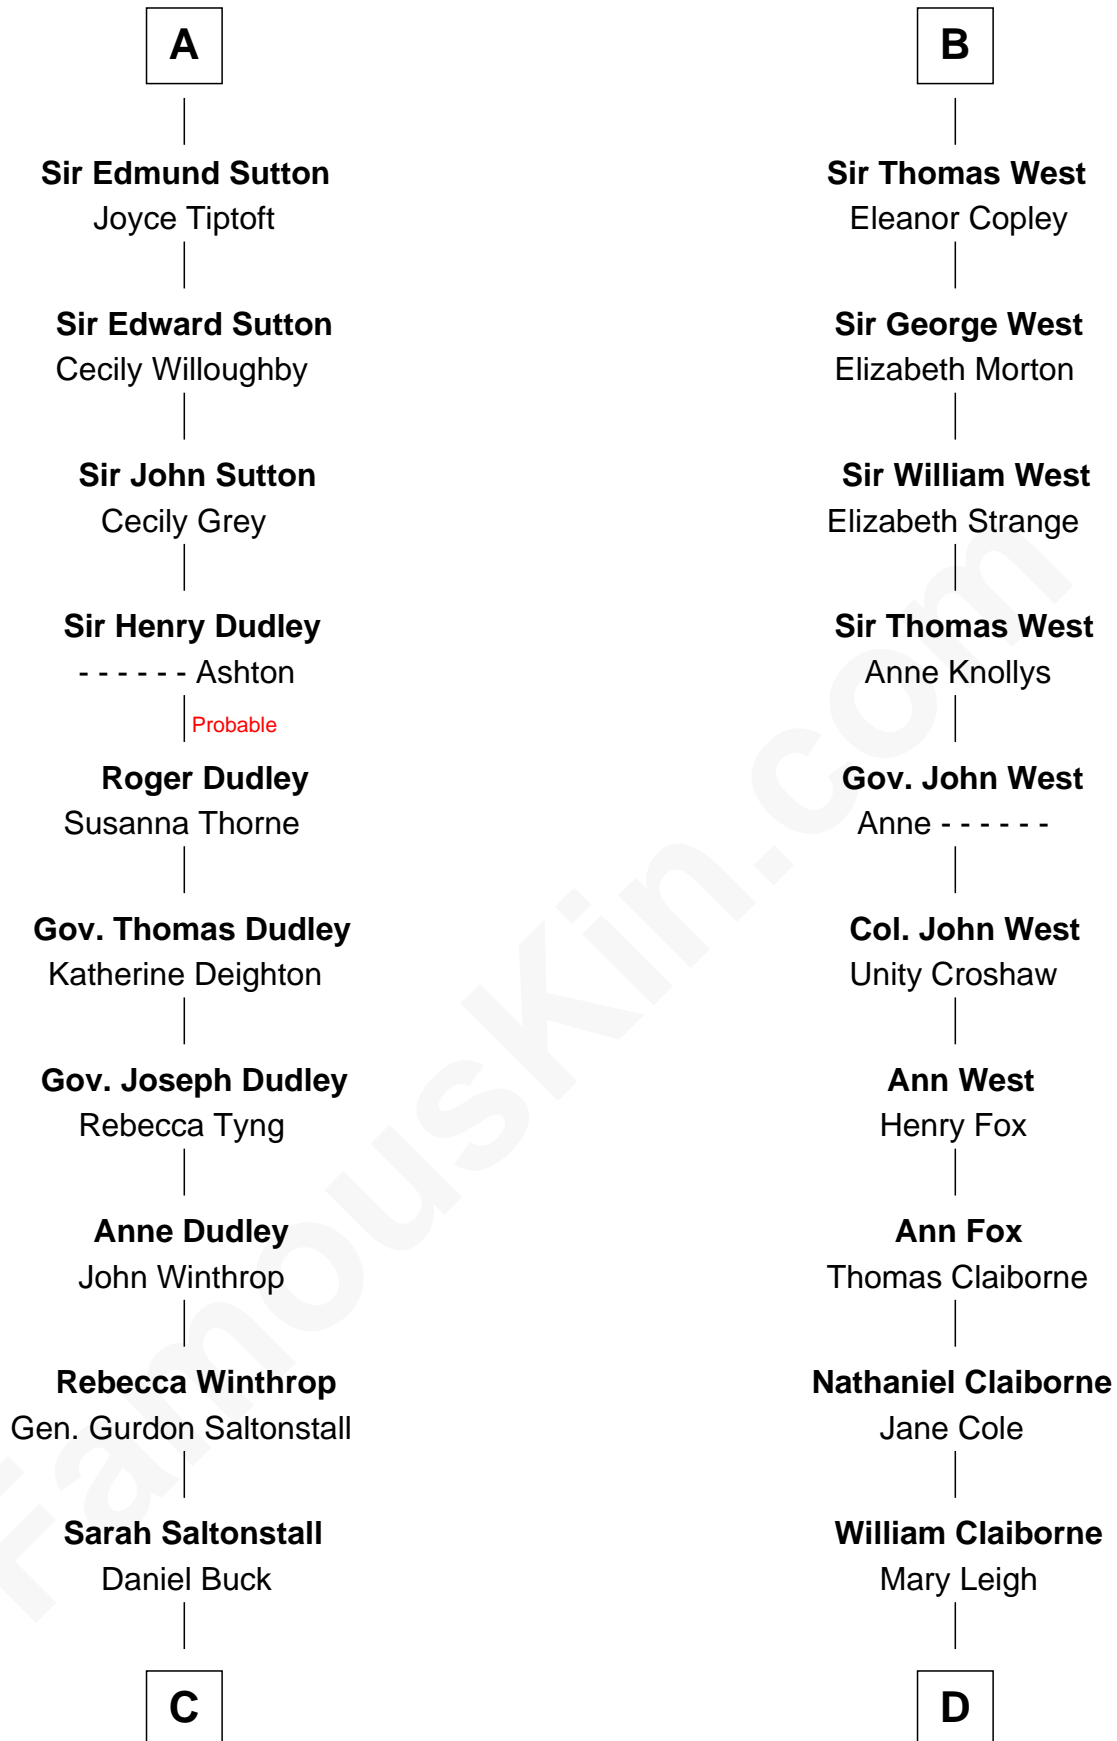 A
Sir Edmund Sutton
Joyce Tiptoft
Sir Edward Sutton
Cecily Willoughby
Sir John Sutton
Cecily Grey
Sir Henry Dudley
- - - - - - Ashton
Probable
Roger Dudley
Susanna Thorne
Gov. Thomas Dudley
Katherine Deighton
Gov. Joseph Dudley
Rebecca Tyng
Anne Dudley
John Winthrop
Rebecca Winthrop
Gen. Gurdon Saltonstall
Sarah Saltonstall
Daniel Buck
C
B
Sir Thomas West
Eleanor Copley
Sir George West
Elizabeth Morton
Sir William West
Elizabeth Strange
Sir Thomas West
Anne Knollys
Gov. John West
Anne - - - - - -
Col. John West
Unity Croshaw
Ann West
Henry Fox
Ann Fox
Thomas Claiborne
Nathaniel Claiborne
Jane Cole
William Claiborne
Mary Leigh
D
FamousKin.com